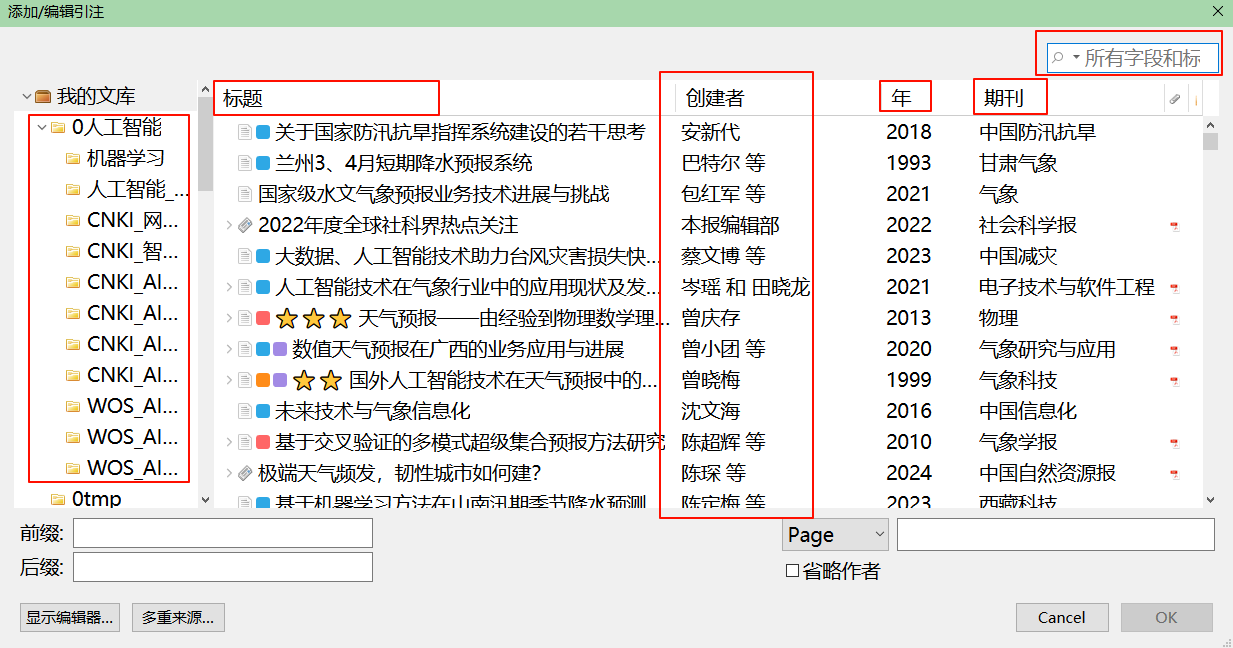 添加/编辑引注
所有字段和标
我的文库
0人工智能
机器学习
人工智能_...
CNKI_网...
CNKI_智...
CNKI_AI...
CNKI_AI...
CNKI_AI...
CNKI_AI...
WOS_AI...
WOS_AI...
WOS_AI...
0tmp
标题 创建者 年 期刊
关于国家防汛抗旱指挥系统建设的若干思考 安新代 2018 中国防汛抗旱
兰州3、4月短期降水预报系统 巴特尔 等 1993 甘肃气象
国家级水文气象预报业务技术进展与挑战 包红军 等 2021 气象
2022年度全球社科界热点关注 本报编辑部 2022 社会科学报
大数据、人工智能技术助力台风灾害损失快... 蔡文博 等 2023 中国减灾
人工智能技术在气象行业中的应用现状及发... 岑瑶 和 田晓龙 2021 电子技术与软件工程
天气预报——由经验到物理数学理... 曾庆存 2013 物理
数值天气预报在广西的业务应用与进展 曾小团 等 2020 气象研究与应用
国外人工智能技术在天气预报中的... 曾晓梅 1999 气象科技
未来技术与气象信息化 沈文海 2016 中国信息化
基于交叉验证的多模式超级集合预报方法研究 陈超辉 等 2010 气象学报
极端天气频发，韧性城市如何建？ 陈琛 等 2024 中国自然资源报
基于机器学习方法在山南汛期季节降水预测 陈定梅 等 2023 西藏科技
前缀:
后缀:
Page
省略作者
显示编辑器...
多重来源...
Cancel
OK